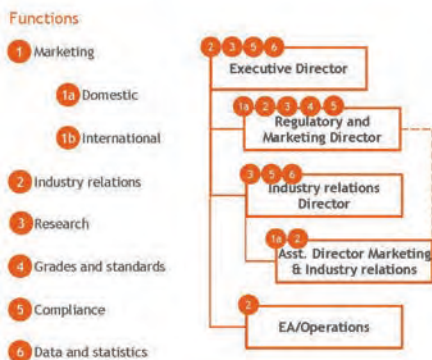 Functions
1 Marketing
1a Domestic
1b International
2 Industry relations
3 Research
4 Grades and standards
5 Compliance
6 Data and statistics
2 3 5 6
Executive Director
1a 2 3 4 5
Regulatory and
Marketing Director
3 5 6
Industry relations
Director
1a 2
Asst. Director Marketing
& Industry relations
2
EA/Operations